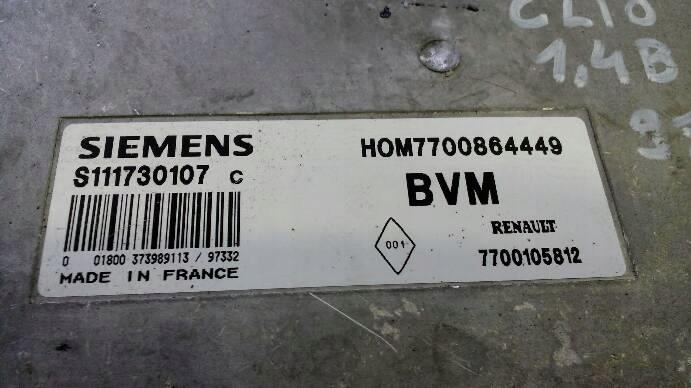 CLIO
1,4B
SIEMENS
S111730107 C
0 01800 373989113 / 97332
MADE IN FRANCE
HOM7700864449
BVM
001
RENAULT
7700105812